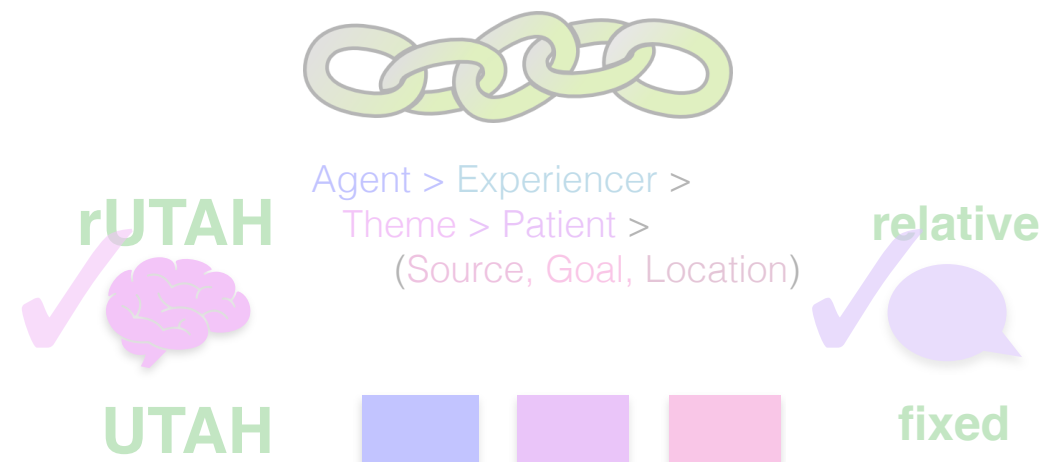 Agent > Experiencer >
rUTAH
Theme > Patient >
relative
(Source, Goal, Location)
UTAH
fixed